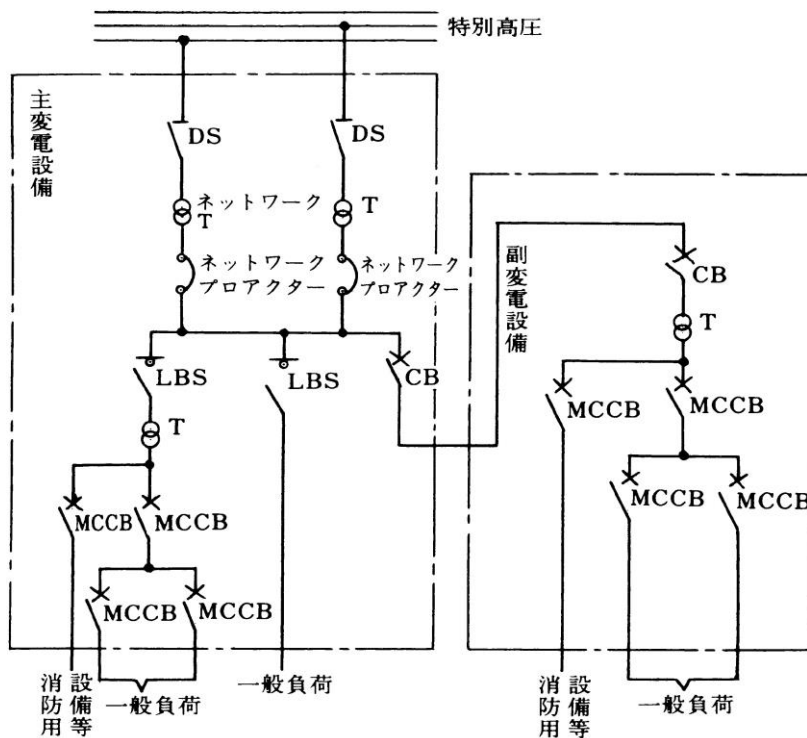 特別高圧
主変電設備
DS
DS
ネットワーク
T
T
ネットワーク
プロアクター
ネットワーク
プロアクター
副変電設備
CB
T
LBS
LBS
CB
MCCB
MCCB
T
MCCB
MCCB
MCCB
MCCB
MCCB
MCCB
消防用
設備等
一般負荷
一般負荷
消防用
設備等
一般負荷